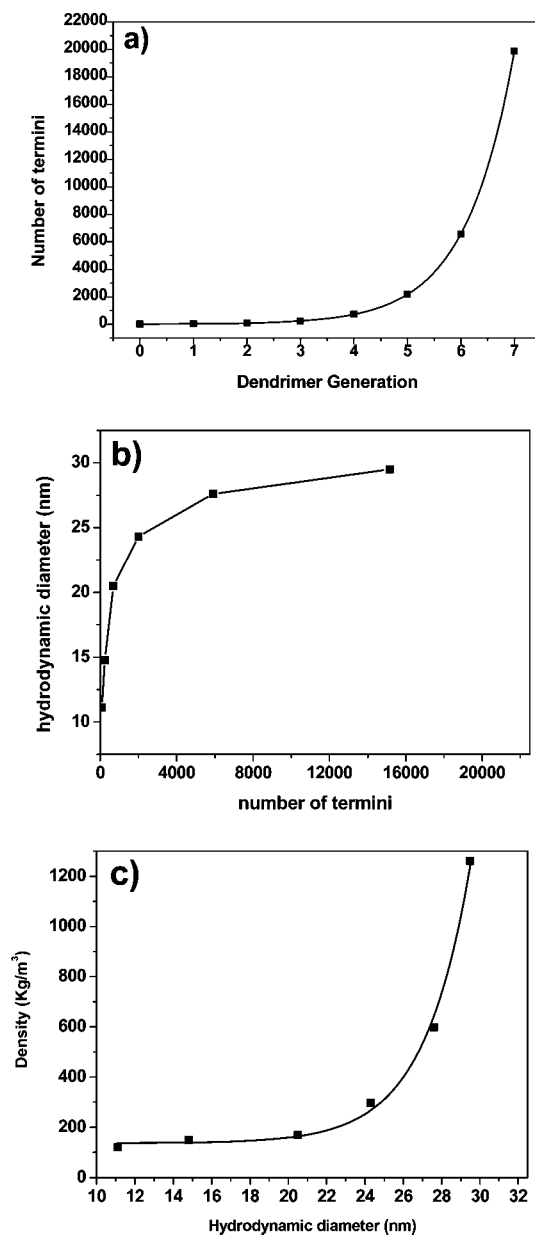 a)
Number of termini
22000
20000
18000
16000
14000
12000
10000
8000
6000
4000
2000
0
0 1 2 3 4 5 6 7
Dendrimer Generation
b)
hydrodynamic diameter (nm)
30
25
20
15
10
0 4000 8000 12000 16000 20000
number of termini
c)
Density (Kg/m³)
1200
1000
800
600
400
200
0
10 12 14 16 18 20 22 24 26 28 30 32
Hydrodynamic diameter (nm)